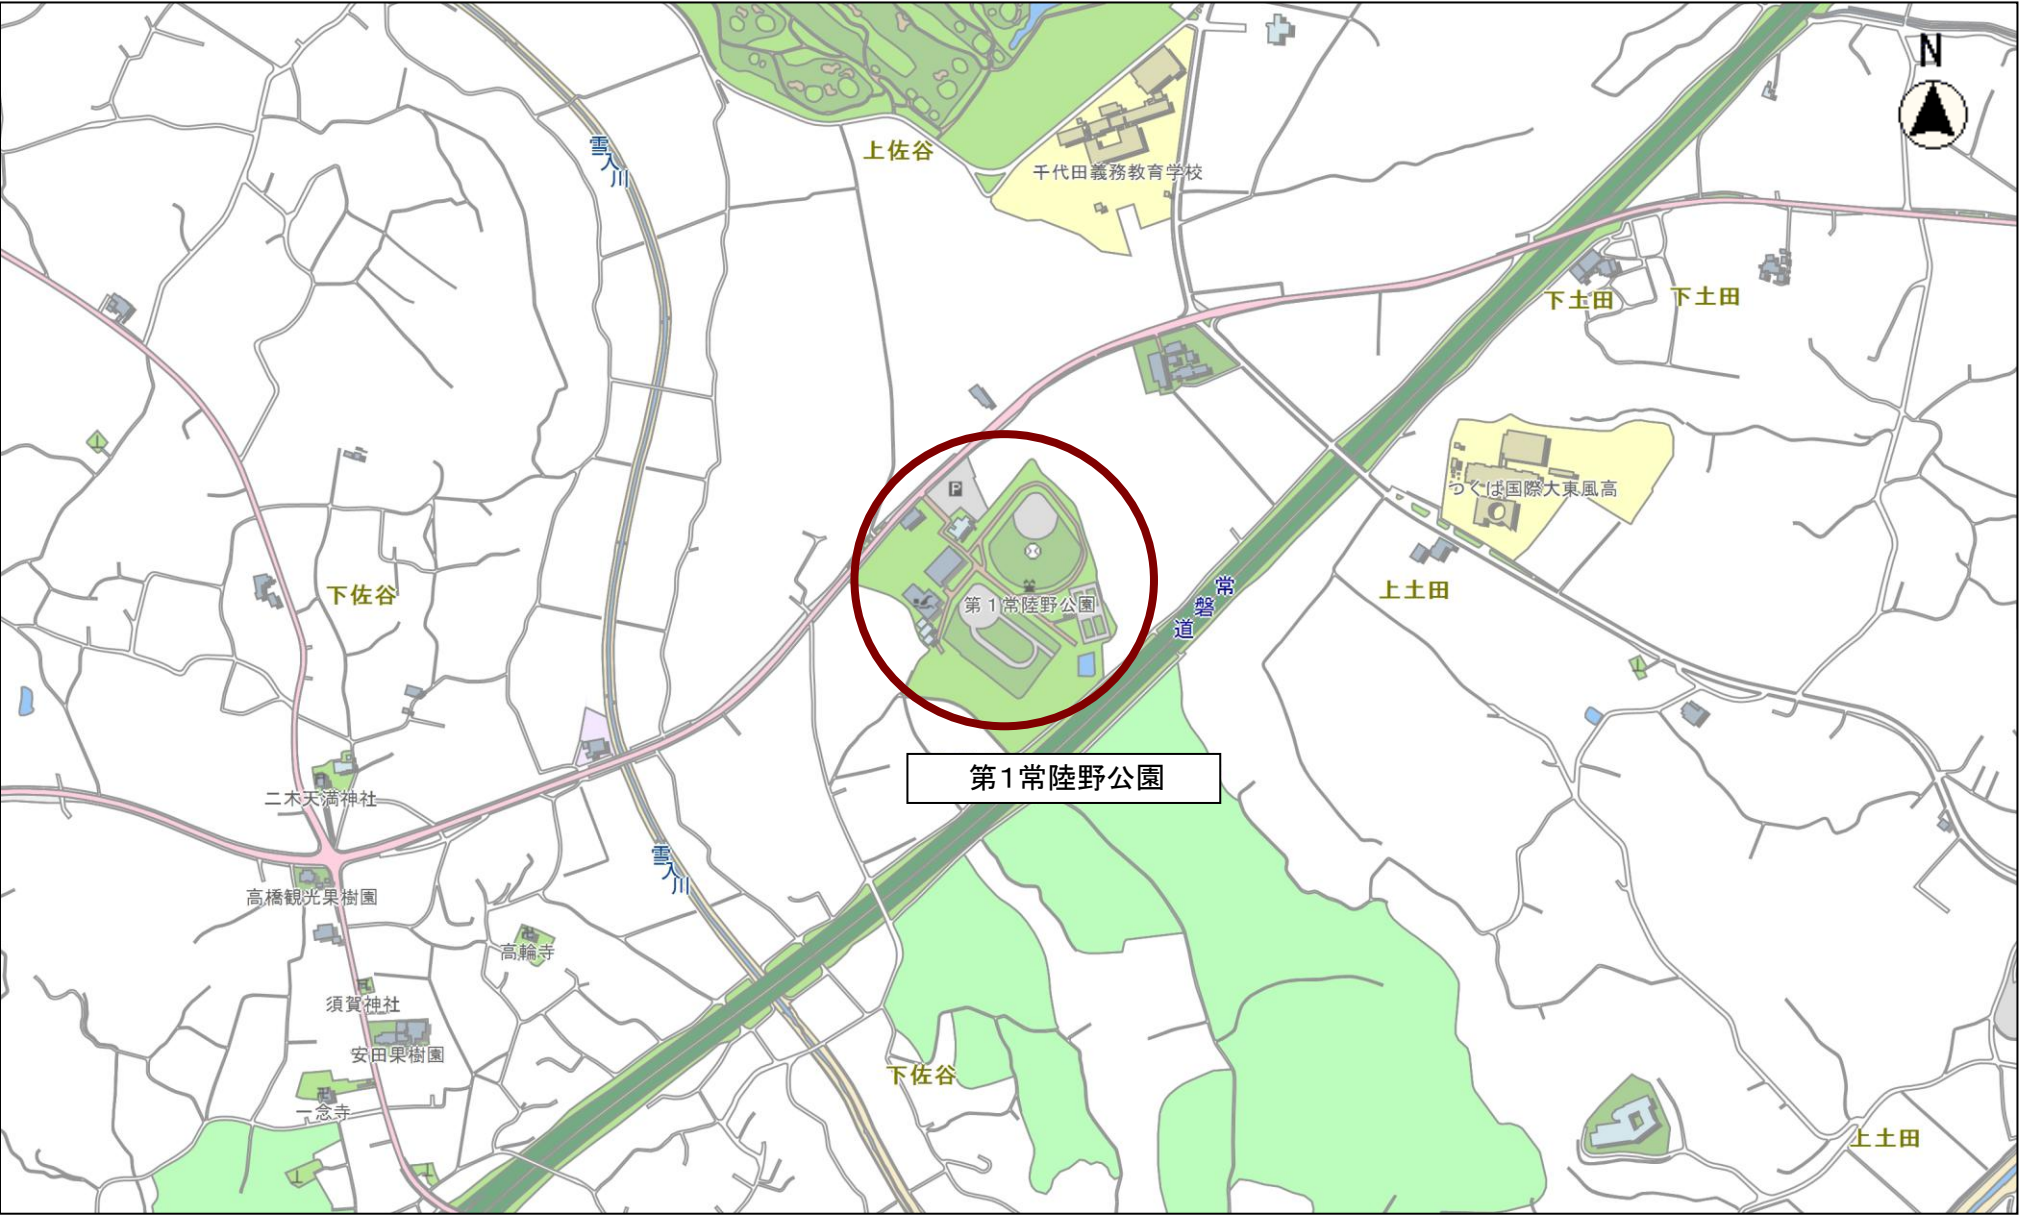 N
雪入川
上佐谷
千代田義務教育学校
下土田
下土田
P
つくば国際大東風高
常磐道
上土田
下佐谷
第1常陸野公園
第1常陸野公園
二木天満神社
雪入川
高橋観光果樹園
高輪寺
須賀神社
安田果樹園
下佐谷
一念寺
上土田